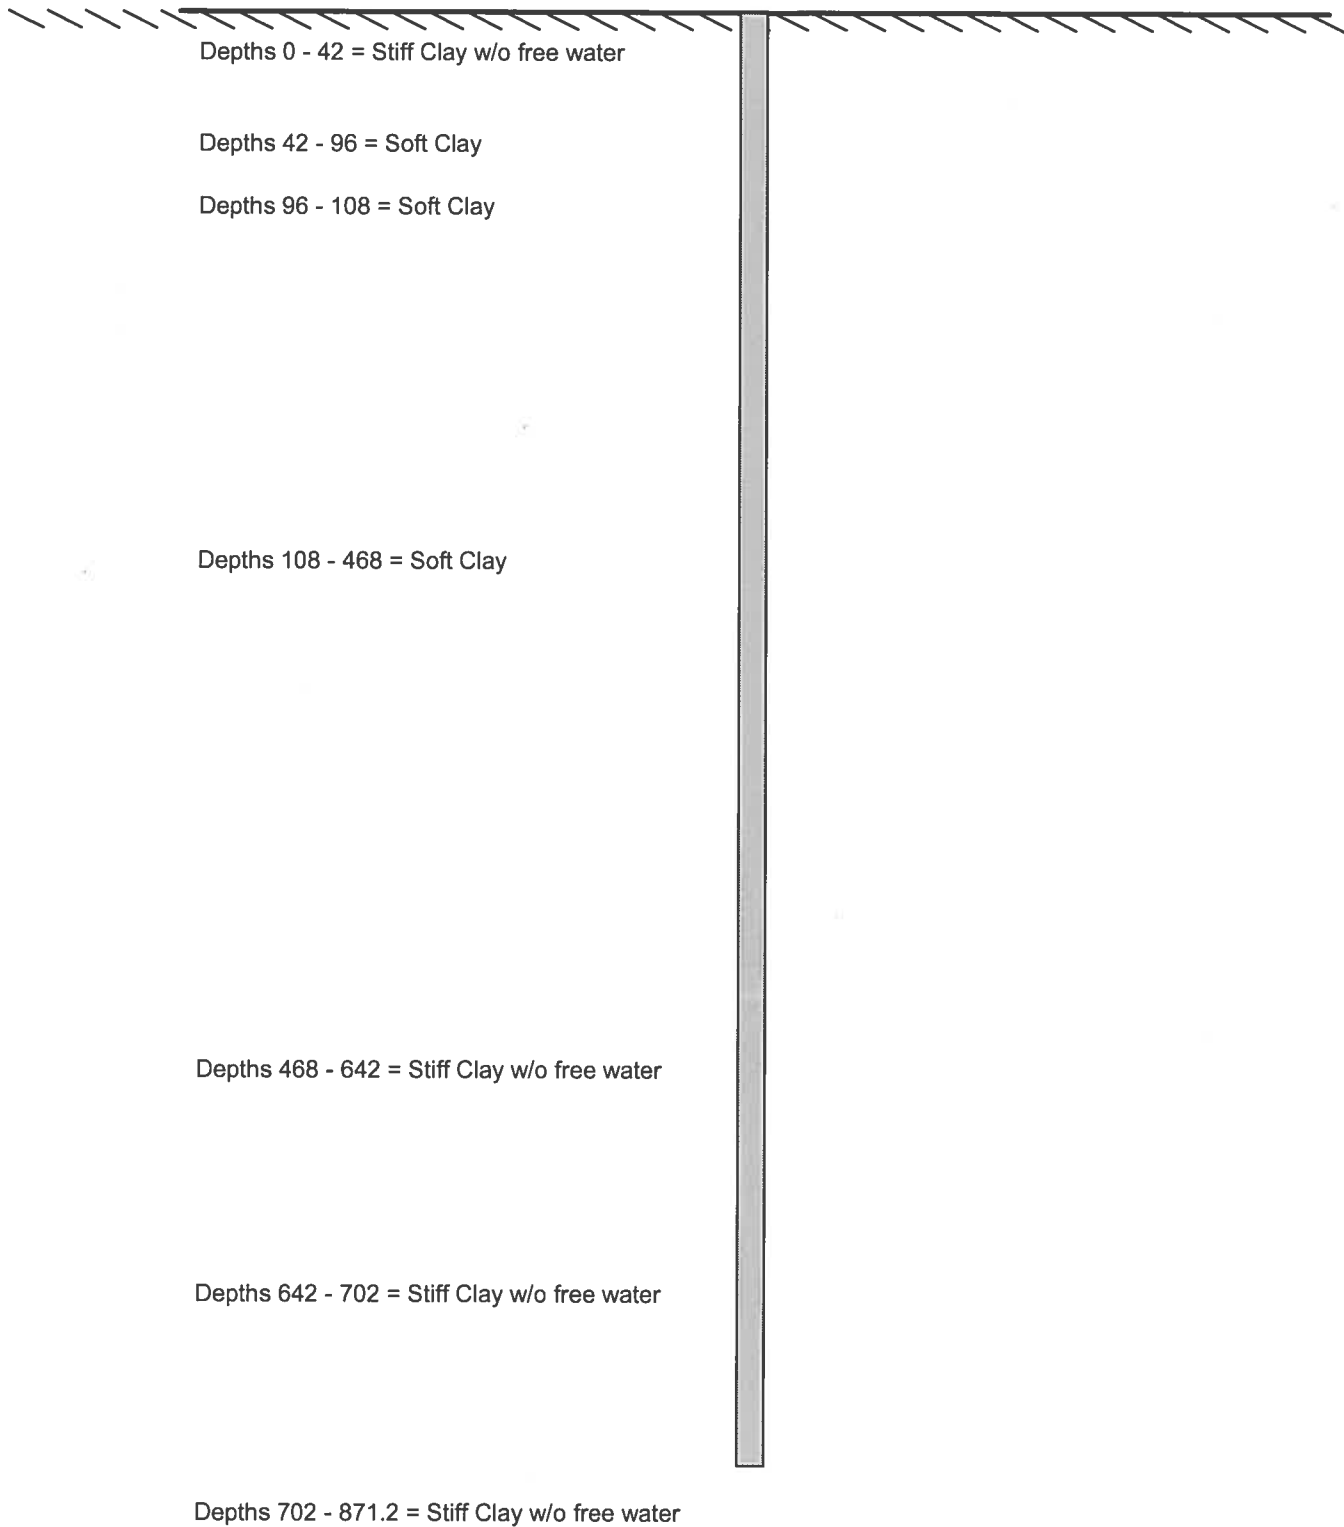 Depths 0 - 42 = Stiff Clay w/o free water
Depths 42 - 96 = Soft Clay
Depths 96 - 108 = Soft Clay
Depths 108 - 468 = Soft Clay
Depths 468 - 642 = Stiff Clay w/o free water
Depths 642 - 702 = Stiff Clay w/o free water
Depths 702 - 871.2 = Stiff Clay w/o free water